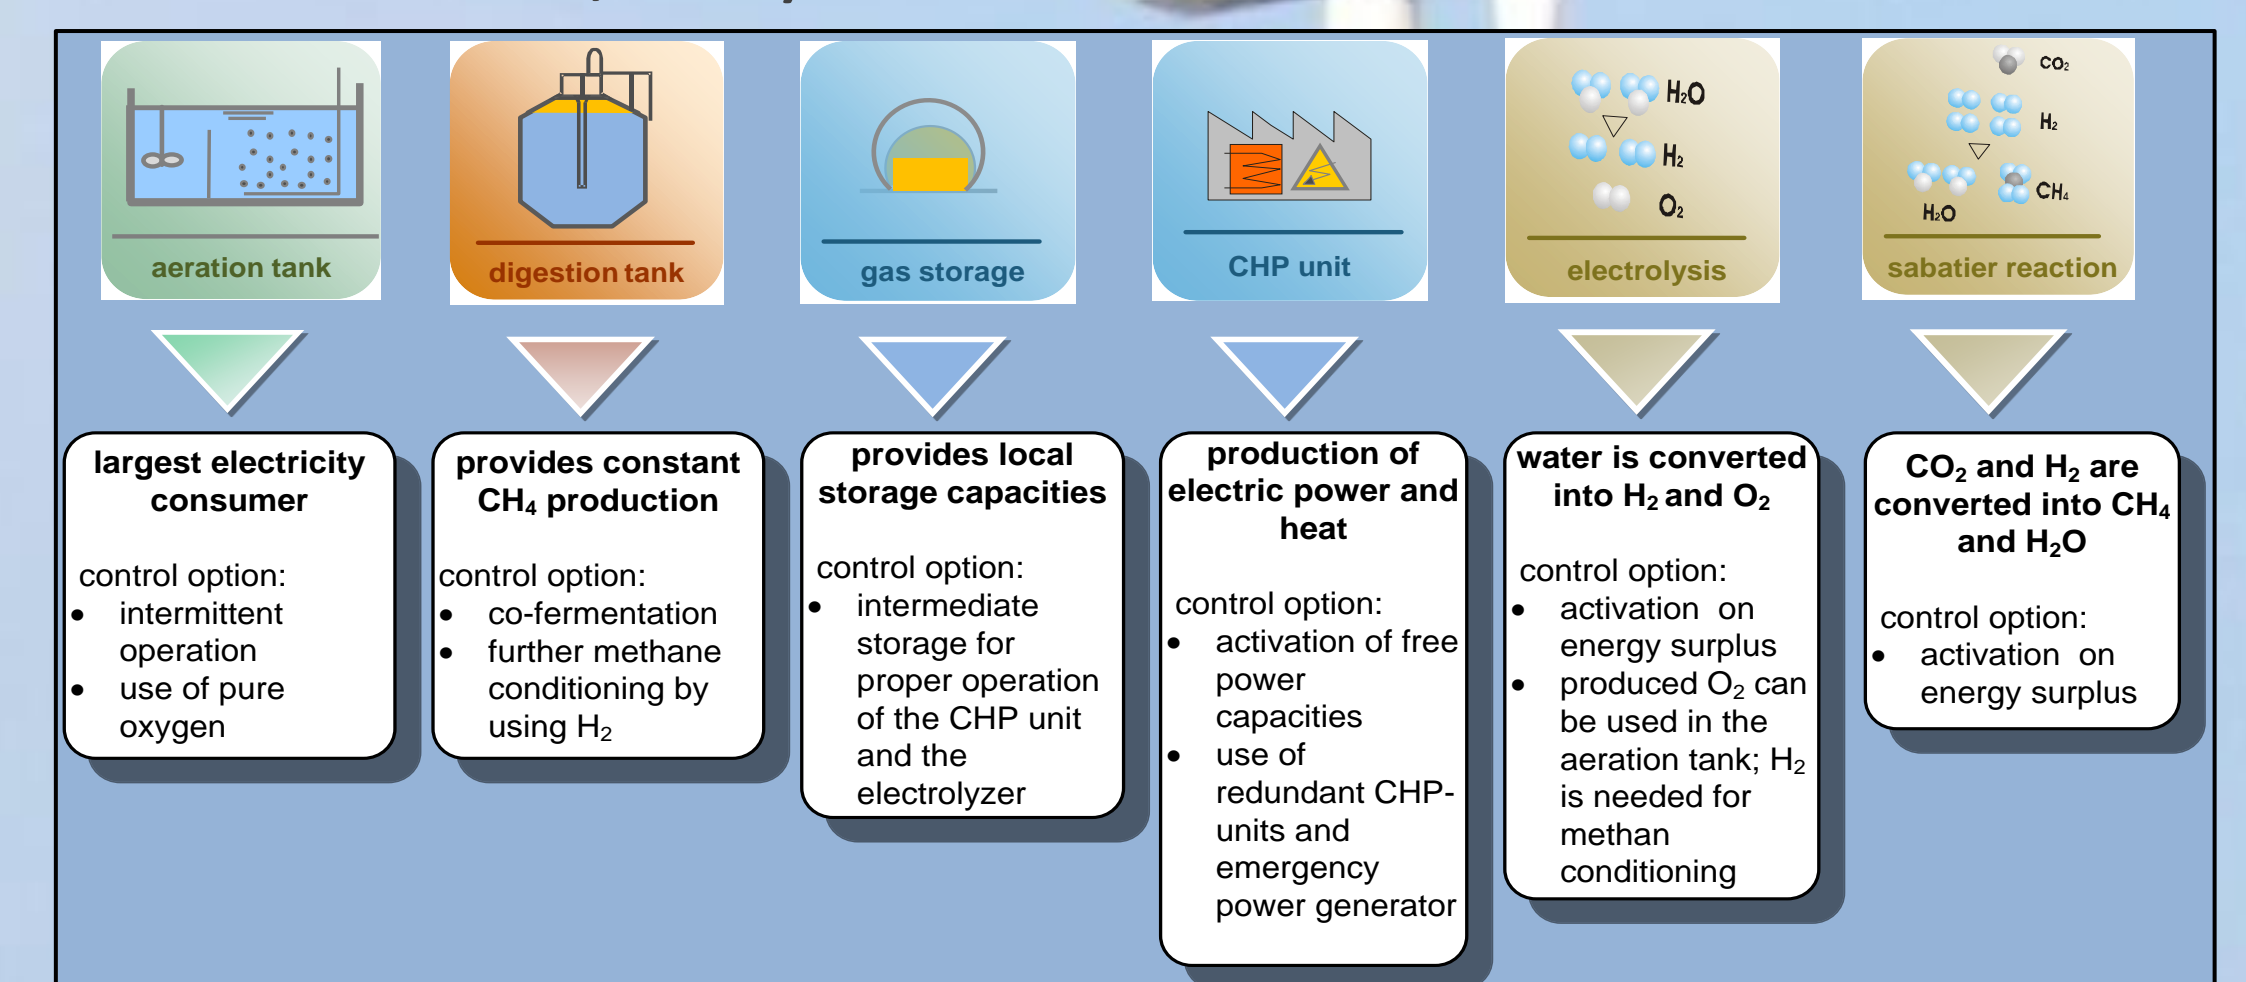 aeration tank
largest electricity
consumer
control option:
• intermittent
operation
• use of pure
oxygen
digestion tank
provides constant
CH₄ production
control option:
• co-fermentation
• further methane
conditioning by
using H₂
gas storage
provides local
storage capacities
control option:
• intermediate
storage for
proper operation
of the CHP unit
and the
electrolyzer
CHP unit
production of
electric power and
heat
control option:
• activation of free
power
capacities
• use of
redundant CHP-
units and
emergency
power generator
H₂O
H₂
O₂
electrolysis
water is converted
into H₂ and O₂
control option:
• activation on
energy surplus
• produced O₂ can
be used in the
aeration tank; H₂
is needed for
methan
conditioning
CO₂
H₂
CH₄
H₂O
sabatier reaction
CO₂ and H₂ are
converted into CH₄
and H₂O
control option:
• activation on
energy surplus